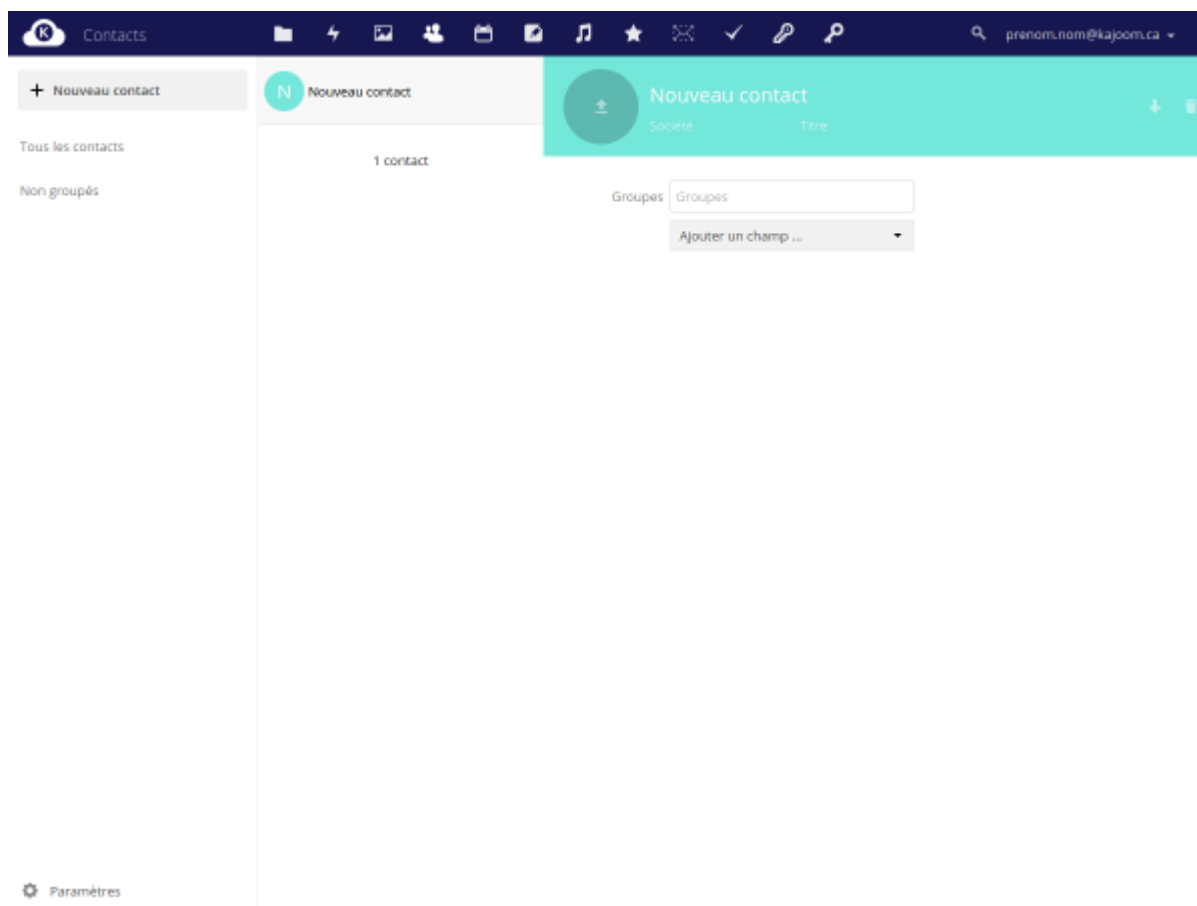 K
Contacts
prenom.nom@kajoom.ca
Nouveau contact
Tous les contacts
Non groupés
Paramètres
N
Nouveau contact
1 contact
Nouveau contact
Société
Titre
Groupes
Groupes
Ajouter un champ ...